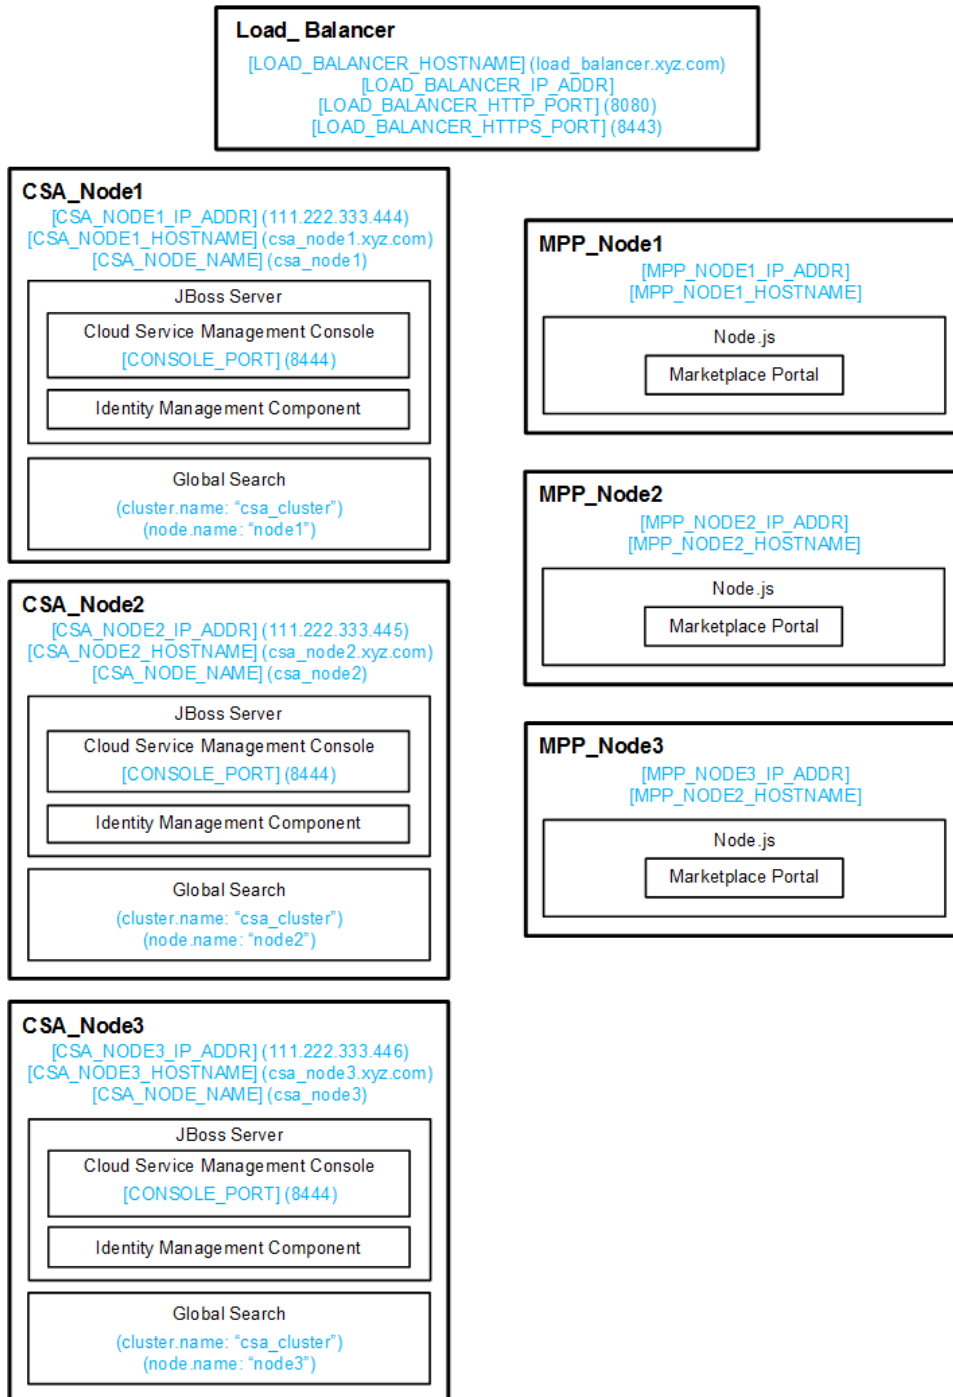 Load_ Balancer
[LOAD_BALANCER_HOSTNAME] (load_balancer.xyz.com)
[LOAD_BALANCER_IP_ADDR]
[LOAD_BALANCER_HTTP_PORT] (8080)
[LOAD_BALANCER_HTTPS_PORT] (8443)
CSA_Node1
[CSA_NODE1_IP_ADDR] (111.222.333.444)
[CSA_NODE1_HOSTNAME] (csa_node1.xyz.com)
[CSA_NODE_NAME] (csa_node1)
JBoss Server
Cloud Service Management Console
[CONSOLE_PORT] (8444)
Identity Management Component
Global Search
(cluster.name: “csa_cluster”)
(node.name: “node1”)
CSA_Node2
[CSA_NODE2_IP_ADDR] (111.222.333.445)
[CSA_NODE2_HOSTNAME] (csa_node2.xyz.com)
[CSA_NODE_NAME] (csa_node2)
JBoss Server
Cloud Service Management Console
[CONSOLE_PORT] (8444)
Identity Management Component
Global Search
(cluster.name: “csa_cluster”)
(node.name: “node2”)
CSA_Node3
[CSA_NODE3_IP_ADDR] (111.222.333.446)
[CSA_NODE3_HOSTNAME] (csa_node3.xyz.com)
[CSA_NODE_NAME] (csa_node3)
JBoss Server
Cloud Service Management Console
[CONSOLE_PORT] (8444)
Identity Management Component
Global Search
(cluster.name: “csa_cluster”)
(node.name: “node3”)
MPP_Node1
[MPP_NODE1_IP_ADDR]
[MPP_NODE1_HOSTNAME]
Node.js
Marketplace Portal
MPP_Node2
[MPP_NODE2_IP_ADDR]
[MPP_NODE2_HOSTNAME]
Node.js
Marketplace Portal
MPP_Node3
[MPP_NODE3_IP_ADDR]
[MPP_NODE2_HOSTNAME]
Node.js
Marketplace Portal